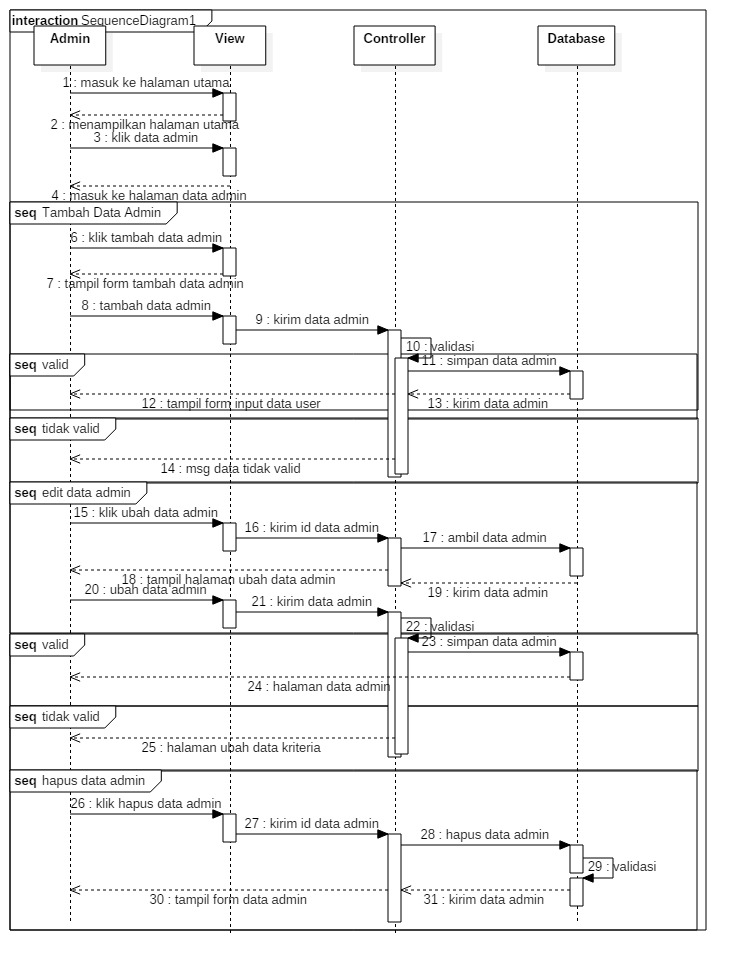 interaction SequenceDiagram1
Admin
View
Controller
Database
1 : masuk ke halaman utama
2 : menampilkan halaman utama
3 : klik data admin
4 : masuk ke halaman data admin
seq Tambah Data Admin
6 : klik tambah data admin
7 : tampil form tambah data admin
8 : tambah data admin
9 : kirim data admin
10 : validasi
seq valid
11 : simpan data admin
12 : tampil form input data user
13 : kirim data admin
seq tidak valid
14 : msg data tidak valid
seq edit data admin
15 : klik ubah data admin
16 : kirim id data admin
17 : ambil data admin
18 : tampil halaman ubah data admin
19 : kirim data admin
20 : ubah data admin
21 : kirim data admin
22 : validasi
seq valid
23 : simpan data admin
24 : halaman data admin
seq tidak valid
25 : halaman ubah data kriteria
seq hapus data admin
26 : klik hapus data admin
27 : kirim id data admin
28 : hapus data admin
29 : validasi
30 : tampil form data admin
31 : kirim data admin